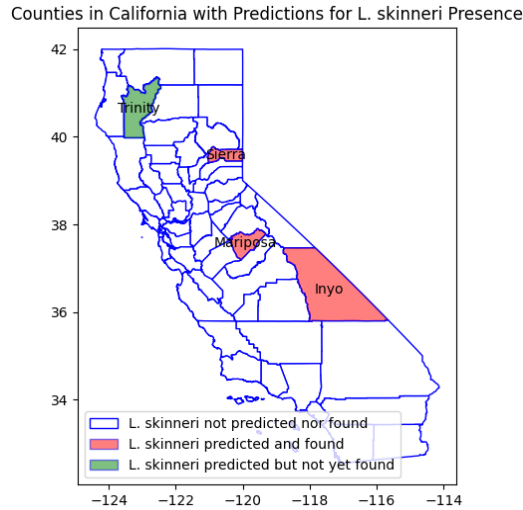 Counties in California with Predictions for L. skinneri Presence
42
40
38
36
34
Trinity
Sierra
Mariposa
Inyo
L. skinneri not predicted nor found
L. skinneri predicted and found
L. skinneri predicted but not yet found
−124 −122 −120 −118 −116 −114